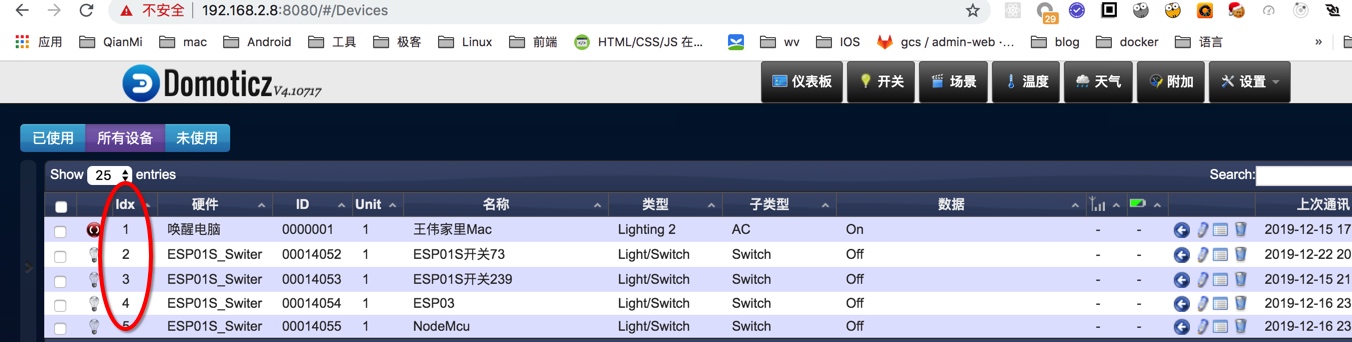 不安全 192.168.2.8:8080/#/Devices 29
应用 QianMi mac Android 工具 极客 Linux 前端 HTML/CSS/JS 在... wv IOS gcs / admin-web ·... blog docker 语言 »
Domoticz V4.10717 仪表板 开关 场景 温度 天气 附加 设置
已使用 所有设备 未使用
Show 25 entries Search:
Idx 硬件 ID Unit 名称 类型 子类型 数据 上次通讯
1 唤醒电脑 0000001 1 王伟家里Mac Lighting 2 AC On - - 2019-12-15 17
2 ESP01S_Switer 00014052 1 ESP01S开关73 Light/Switch Switch Off - - 2019-12-22 20
3 ESP01S_Switer 00014053 1 ESP01S开关239 Light/Switch Switch Off - - 2019-12-15 21
4 ESP01S_Switer 00014054 1 ESP03 Light/Switch Switch Off - - 2019-12-16 23
5 ESP01S_Switer 00014055 1 NodeMcu Light/Switch Switch Off - - 2019-12-16 23